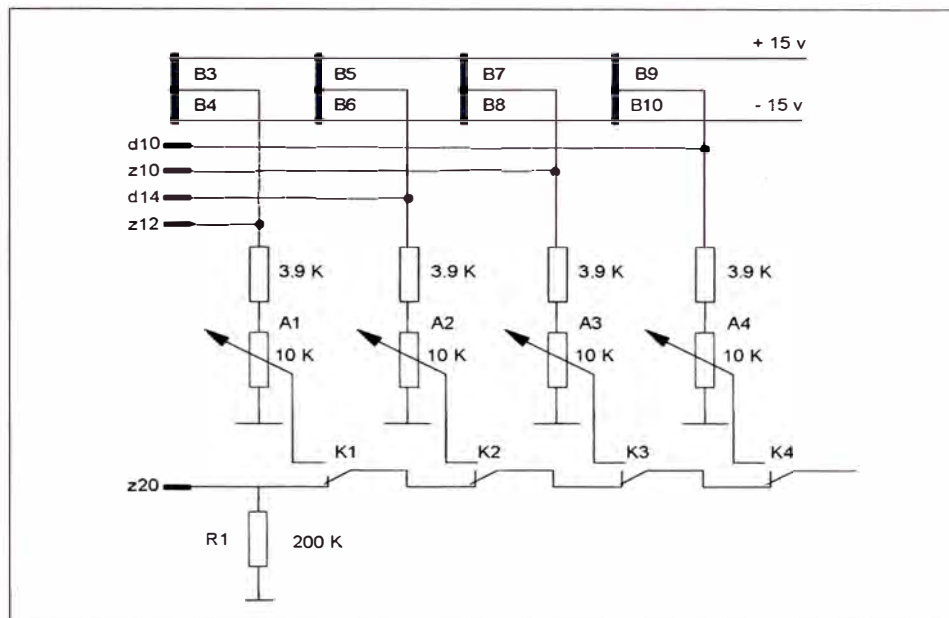 + 15 v
B3 B5 B7 B9
B4 B6 B8 B10
- 15 v
d10
z10
d14
z12
3.9 K 3.9 K 3.9 K 3.9 K
A1 A2 A3 A4
10 K 10 K 10 K 10 K
K1 K2 K3 K4
z20
R1 200 K